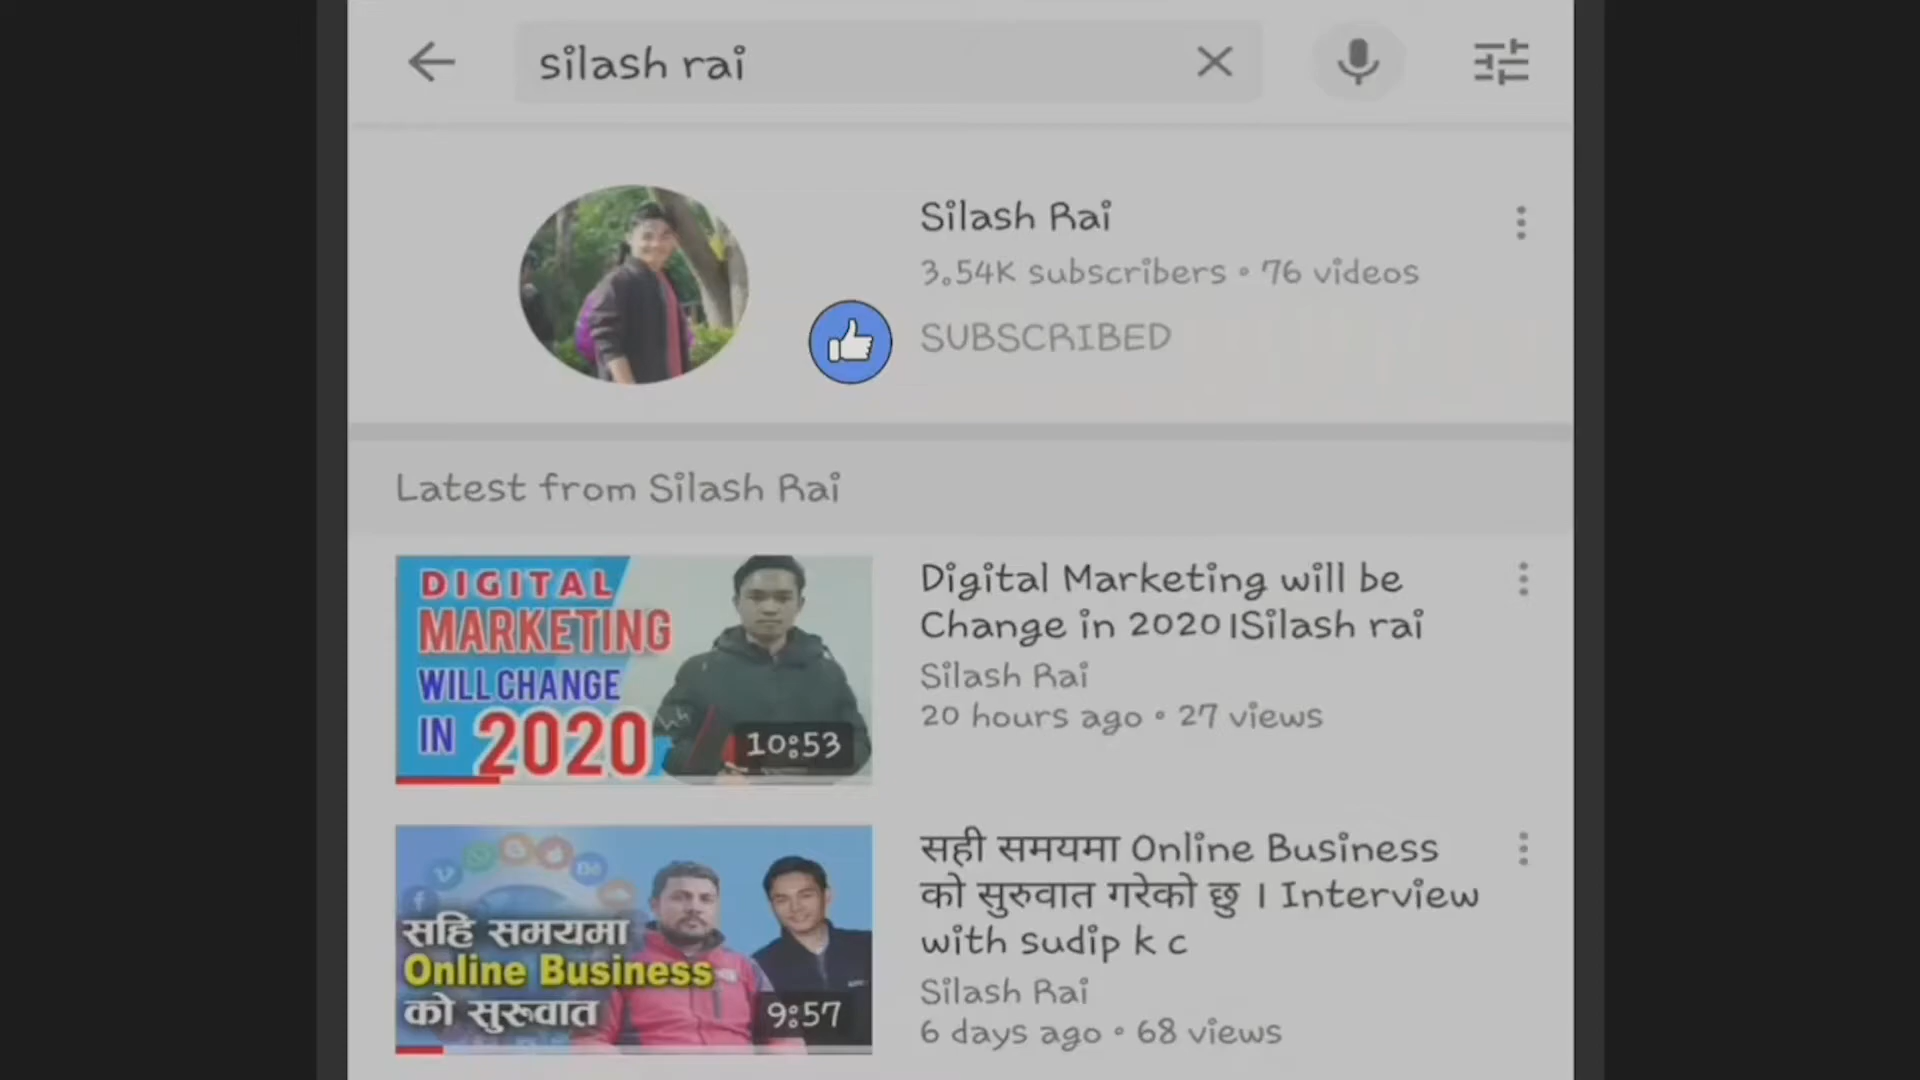 silash rai
Silash Rai
3.54K subscribers • 76 videos
SUBSCRIBED
Latest from Silash Rai
DIGITAL
MARKETING
WILL CHANGE
IN 2020
10:53
Digital Marketing will be
Change in 2020 |Silash rai
Silash Rai
20 hours ago • 27 views
सहि समयमा
Online Business
को सुरुवात
9:57
सही समयमा Online Business
को सुरुवात गरेको छु । Interview
with sudip k c
Silash Rai
6 days ago • 68 views